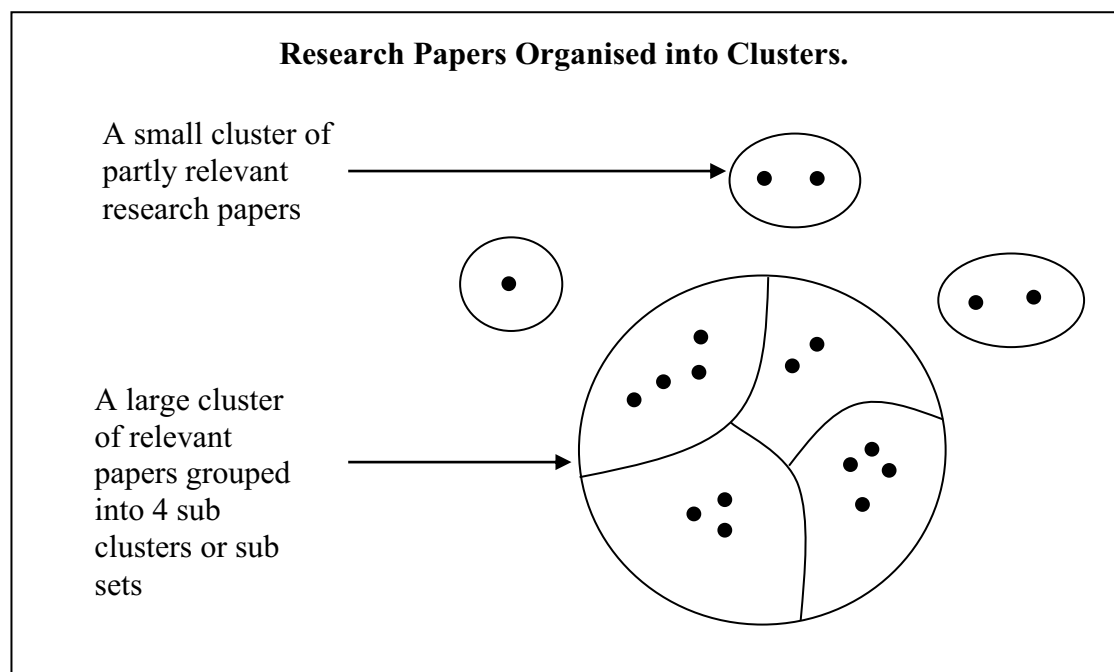 Research Papers Organised into Clusters.
A small cluster of
partly relevant
research papers
A large cluster
of relevant
papers grouped
into 4 sub
clusters or sub
sets